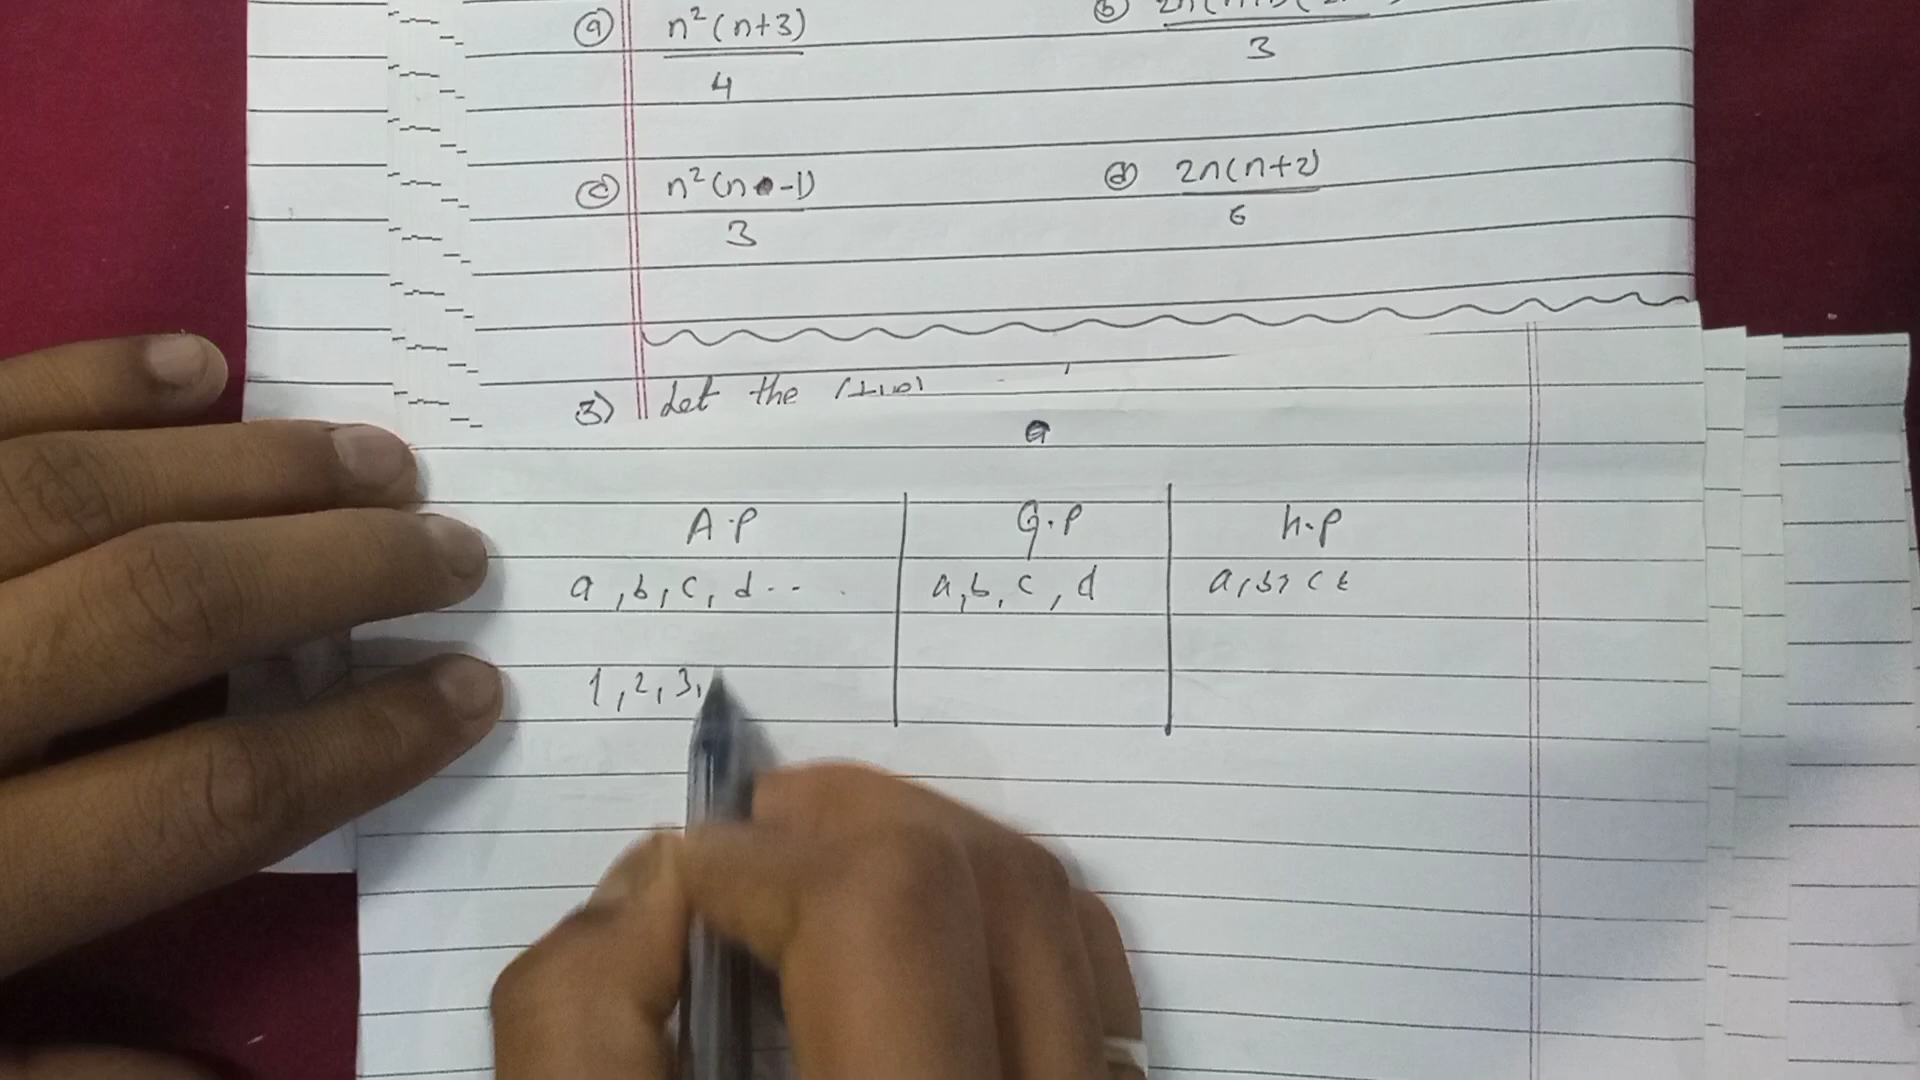 a) n²(n+3)/4 b)
3
c) n²(n-1)/3 d) 2n(n+2)/6
3) Let the
A.P G.P h.p
a, b, c, d.. a, b, c, d
1, 2, 3,